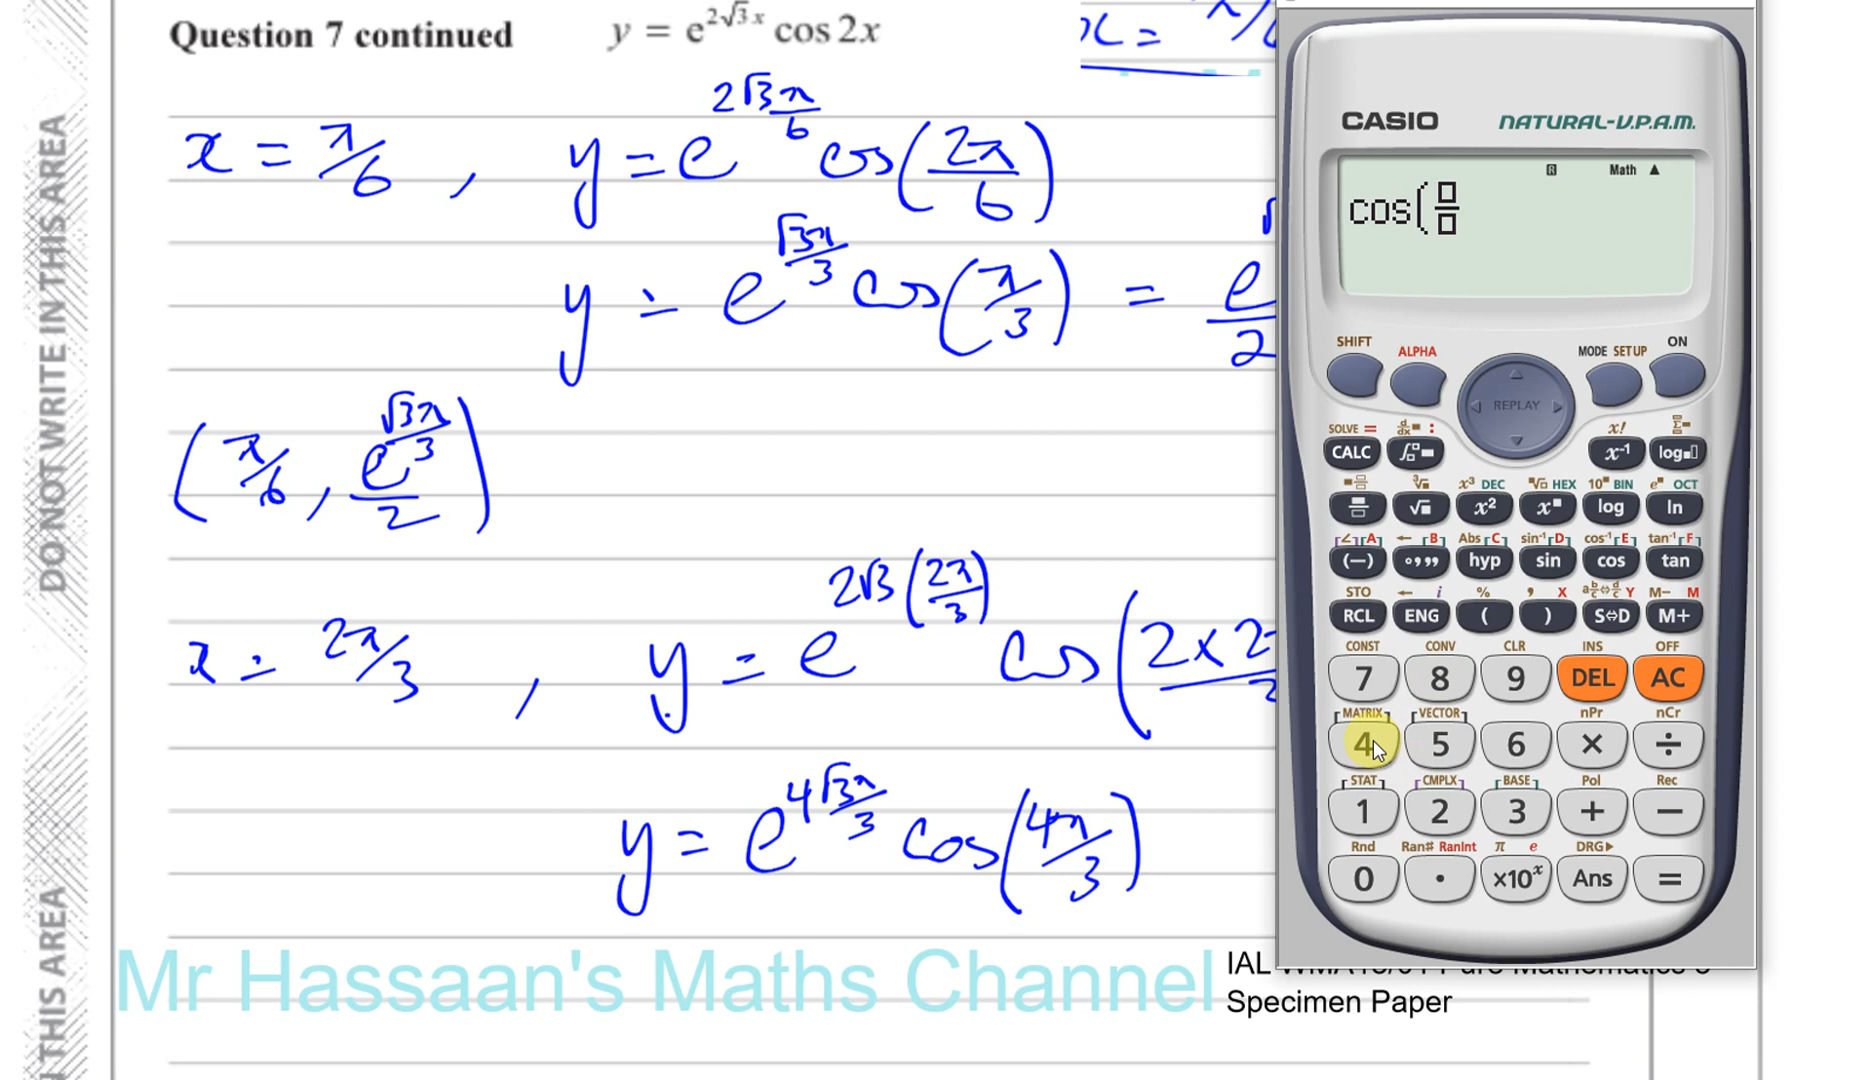 Question 7 continued y = e^{2√3x} cos 2x x = π/6
x = π/6 , y = e^{2√3π/6} cos(2π/6)
y = e^{√3π/3} cos(π/3) = e^√/2
(π/6, e^{√3π/3}/2)
x = 2π/3 , y = e^{2√3(2π/3)} cos(2×2
y = e^{4√3π/3} cos(4π/3)
Mr Hassaan's Maths Channel
IAL
Specimen Paper
DO NOT WRITE IN THIS AREA
THIS AREA
CASIO NATURAL-V.P.A.M.
R Math ▲
cos(□/□
SHIFT ALPHA MODE SETUP ON
REPLAY
SOLVE = d/dx : x! Σ
CALC ∫ x⁻¹ log
³√ x³ DEC ˣ√ HEX 10ˣ BIN eˣ OCT
√ x² x log ln
∠ A ← B Abs C sin⁻¹ D cos⁻¹ E tan⁻¹ F
(−) ° ' '' hyp sin cos tan
STO ← i % , X a b/c⇔d/c Y M− M
RCL ENG ( ) S⇔D M+
CONST CONV CLR INS OFF
7 8 9 DEL AC
MATRIX VECTOR nPr nCr
4 5 6 × ÷
STAT CMPLX BASE Pol Rec
1 2 3 + −
Rnd Ran# RanInt π e DRG▶
0 . ×10ˣ Ans =